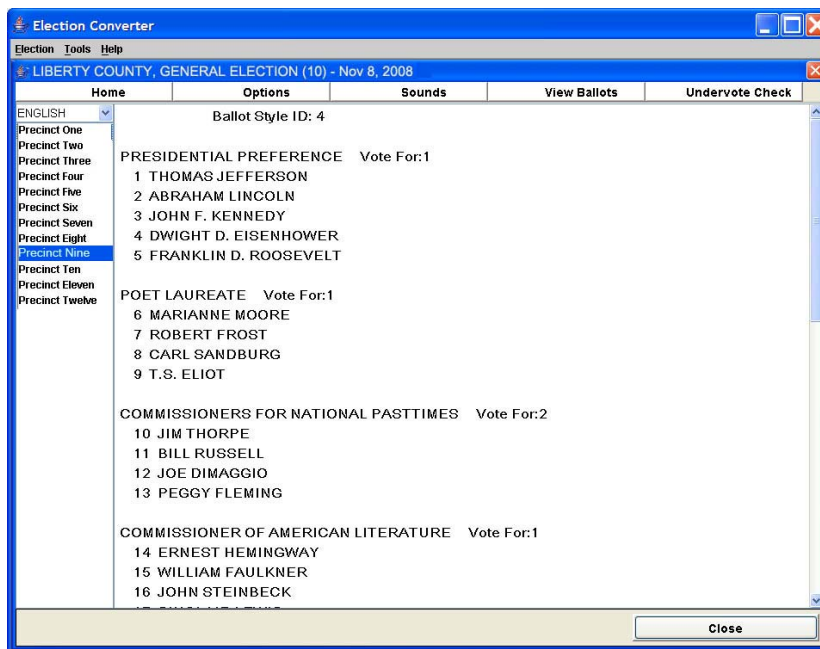 Election Converter
Election Tools Help
LIBERTY COUNTY, GENERAL ELECTION (10) - Nov 8, 2008
Home Options Sounds View Ballots Undervote Check
ENGLISH
Precinct One
Precinct Two
Precinct Three
Precinct Four
Precinct Five
Precinct Six
Precinct Seven
Precinct Eight
Precinct Nine
Precinct Ten
Precinct Eleven
Precinct Twelve
Ballot Style ID: 4
PRESIDENTIAL PREFERENCE Vote For:1
1 THOMAS JEFFERSON
2 ABRAHAM LINCOLN
3 JOHN F. KENNEDY
4 DWIGHT D. EISENHOWER
5 FRANKLIN D. ROOSEVELT
POET LAUREATE Vote For:1
6 MARIANNE MOORE
7 ROBERT FROST
8 CARL SANDBURG
9 T.S. ELIOT
COMMISSIONERS FOR NATIONAL PASTTIMES Vote For:2
10 JIM THORPE
11 BILL RUSSELL
12 JOE DIMAGGIO
13 PEGGY FLEMING
COMMISSIONER OF AMERICAN LITERATURE Vote For:1
14 ERNEST HEMINGWAY
15 WILLIAM FAULKNER
16 JOHN STEINBECK
Close